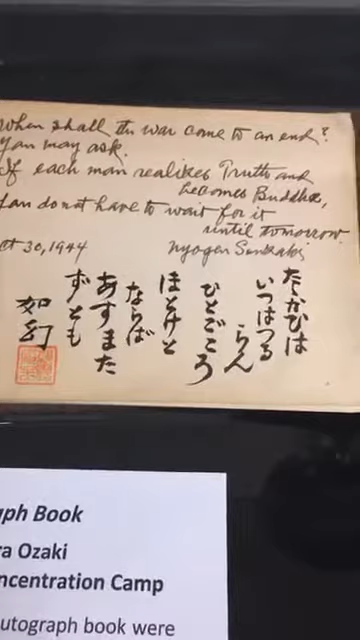 When shall the war come to an end?
You may ask.
If each man realizes Truth and
becomes Buddha,
You do not have to wait for it
until tomorrow.
ct 30, 1944 Nyogen Senzaki
たゝかひは
いつはつる
らん
ひとごころ
ほとけと
ならば
あすまた
ずとも
如幻
ph Book
a Ozaki
ncentration Camp
utograph book were